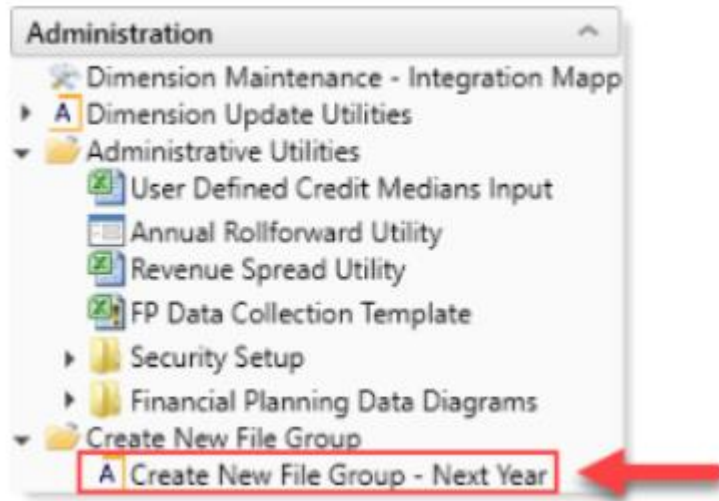 Administration
Dimension Maintenance - Integration Mapp
Dimension Update Utilities
Administrative Utilities
User Defined Credit Medians Input
Annual Rollforward Utility
Revenue Spread Utility
FP Data Collection Template
Security Setup
Financial Planning Data Diagrams
Create New File Group
Create New File Group - Next Year